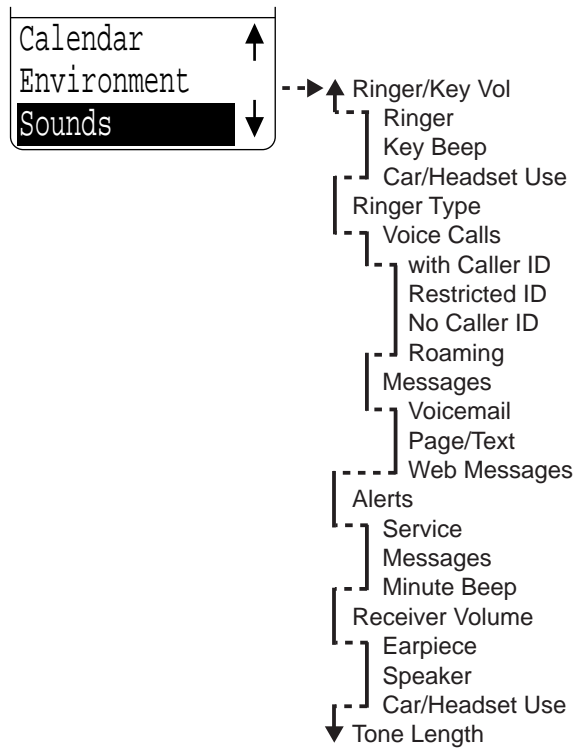 Calendar
Environment
Sounds
Ringer/Key Vol
Ringer
Key Beep
Car/Headset Use
Ringer Type
Voice Calls
with Caller ID
Restricted ID
No Caller ID
Roaming
Messages
Voicemail
Page/Text
Web Messages
Alerts
Service
Messages
Minute Beep
Receiver Volume
Earpiece
Speaker
Car/Headset Use
Tone Length